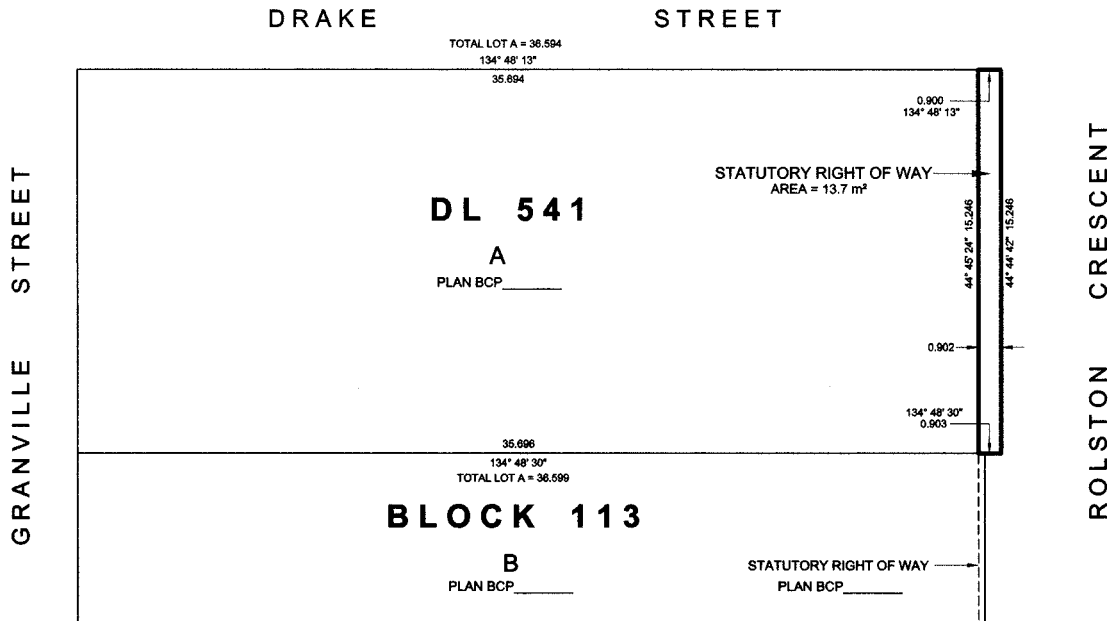 DRAKE STREET
TOTAL LOT A = 36.594
134° 48' 13"
35.694
0.900
134° 48' 13"
STATUTORY RIGHT OF WAY
AREA = 13.7 m²
DL 541
A
PLAN BCP_______
GRANVILLE STREET
44° 45' 24" 15.246
44° 44' 42" 15.246
ROLSTON CRESCENT
0.902
134° 48' 30"
0.903
35.696
134° 48' 30"
TOTAL LOT A = 36.599
BLOCK 113
B
PLAN BCP_______
STATUTORY RIGHT OF WAY
PLAN BCP_______